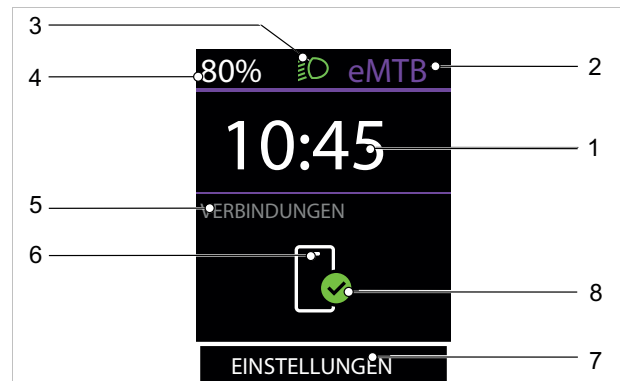 3
4 80% eMTB 2
10:45 1
5 VERBINDUNGEN
6
8
EINSTELLUNGEN 7